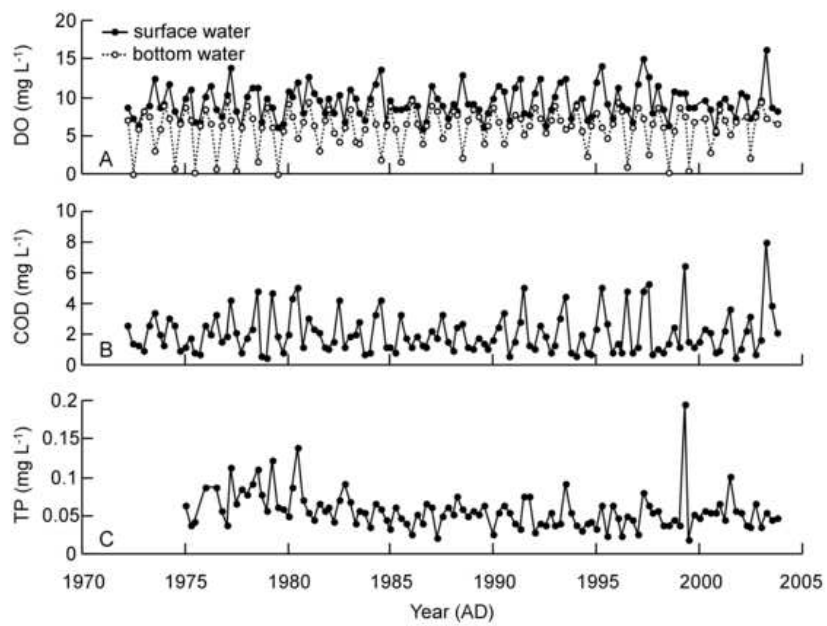 surface water
bottom water
DO (mg L-1)
20
15
10
5
0
A
COD (mg L-1)
10
8
6
4
2
0
B
TP (mg L-1)
0.2
0.15
0.1
0.05
0
C
1970 1975 1980 1985 1990 1995 2000 2005
Year (AD)